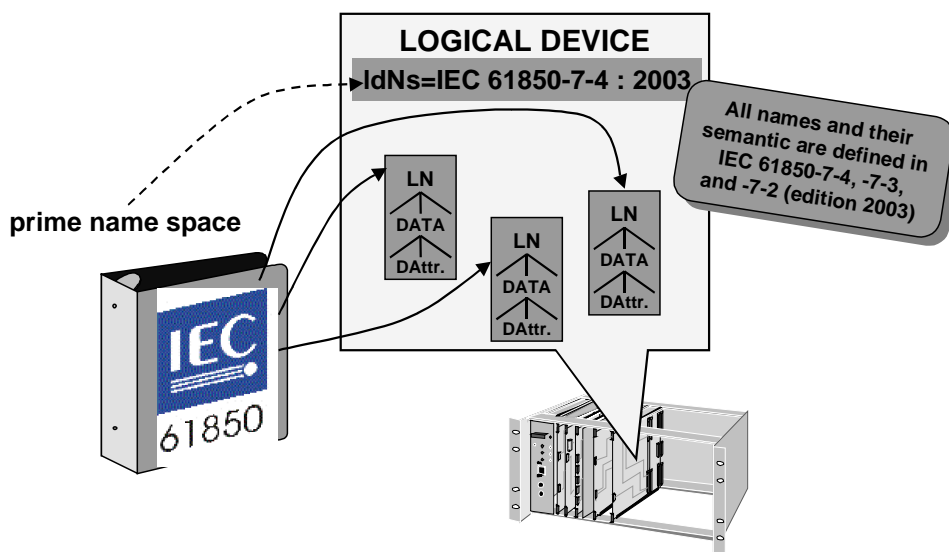 LOGICAL DEVICE
ldNs=IEC 61850-7-4 : 2003
All names and their
semantic are defined in
IEC 61850-7-4, -7-3,
and -7-2 (edition 2003)
prime name space
LN
DATA
DAttr.
LN
DATA
DAttr.
LN
DATA
DAttr.
IEC
61850